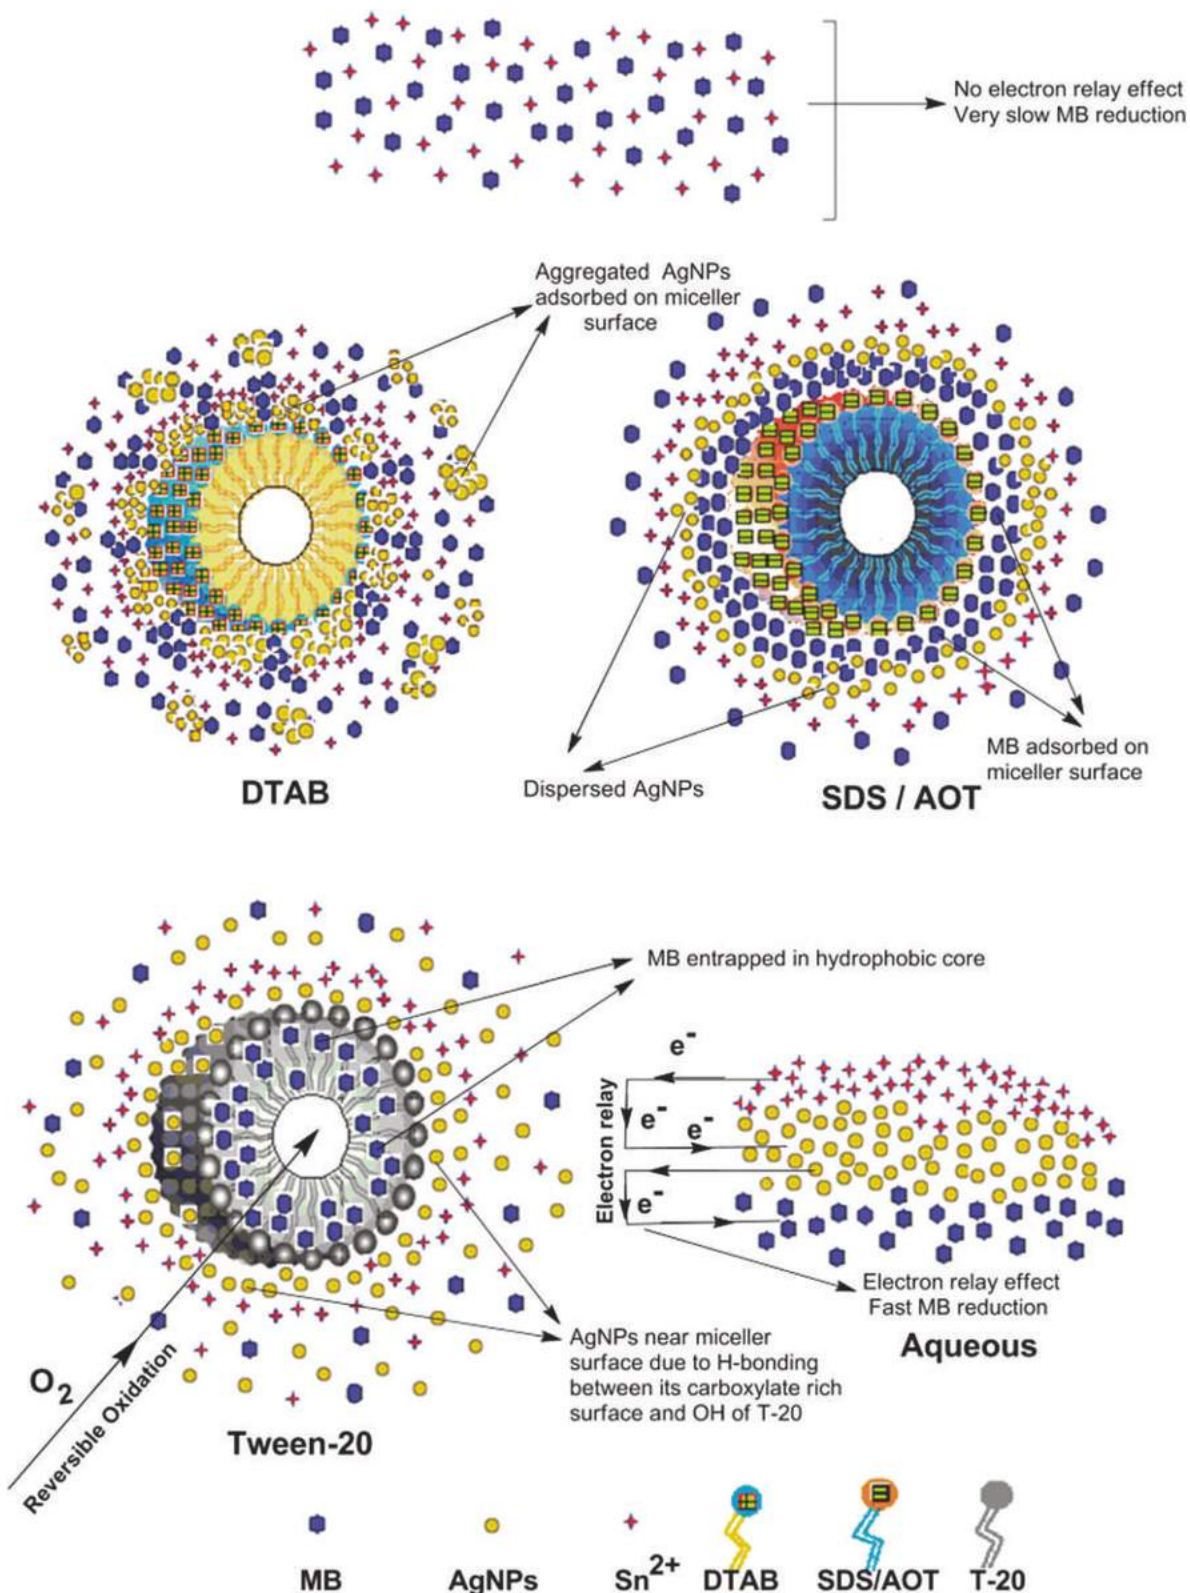 No electron relay effect
Very slow MB reduction
Aggregated AgNPs
adsorbed on miceller
surface
DTAB
Dispersed AgNPs
SDS / AOT
MB adsorbed on
miceller surface
MB entrapped in hydrophobic core
e-
e-
e-
e-
Electron relay
Electron relay effect
Fast MB reduction
Aqueous
AgNPs near miceller
surface due to H-bonding
between its carboxylate rich
surface and OH of T-20
O2
Reversible Oxidation
Tween-20
MB
AgNPs
Sn2+
DTAB
SDS/AOT
T-20